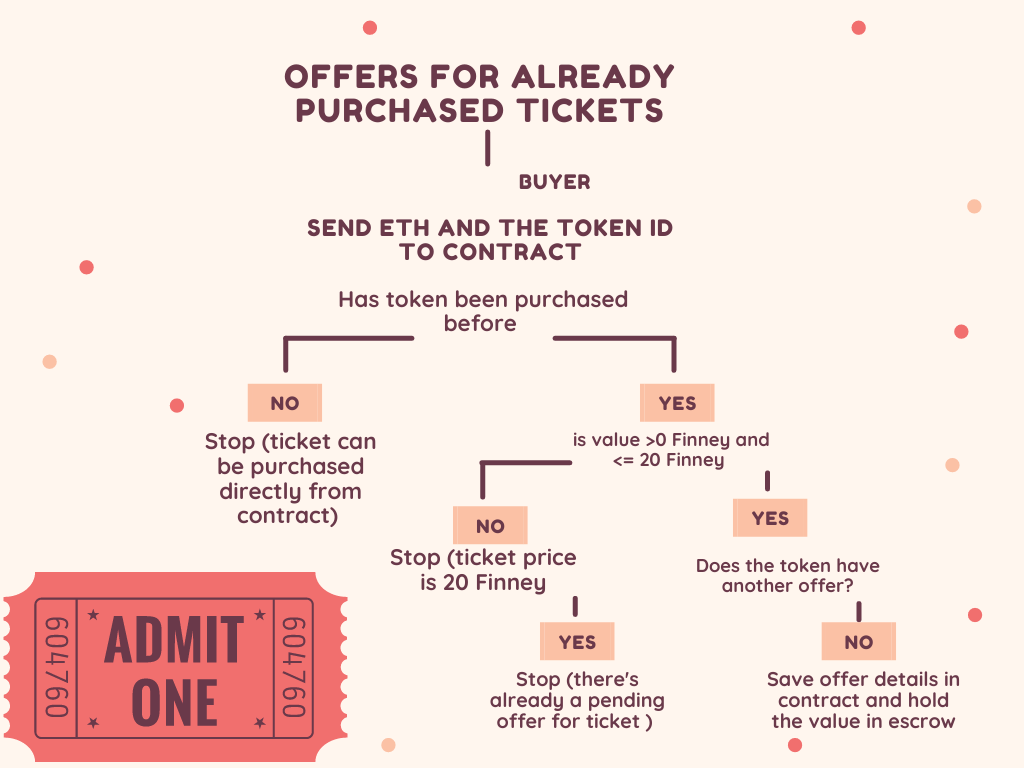 OFFERS FOR ALREADY
PURCHASED TICKETS
BUYER
SEND ETH AND THE TOKEN ID
TO CONTRACT
Has token been purchased
before
NO
Stop (ticket can
be purchased
directly from
contract)
YES
is value >0 Finney and
<= 20 Finney
NO
Stop (ticket price
is 20 Finney
YES
Does the token have
another offer?
YES
Stop (there's
already a pending
offer for ticket )
NO
Save offer details in
contract and hold
the value in escrow
604760
ADMIT
ONE
604760